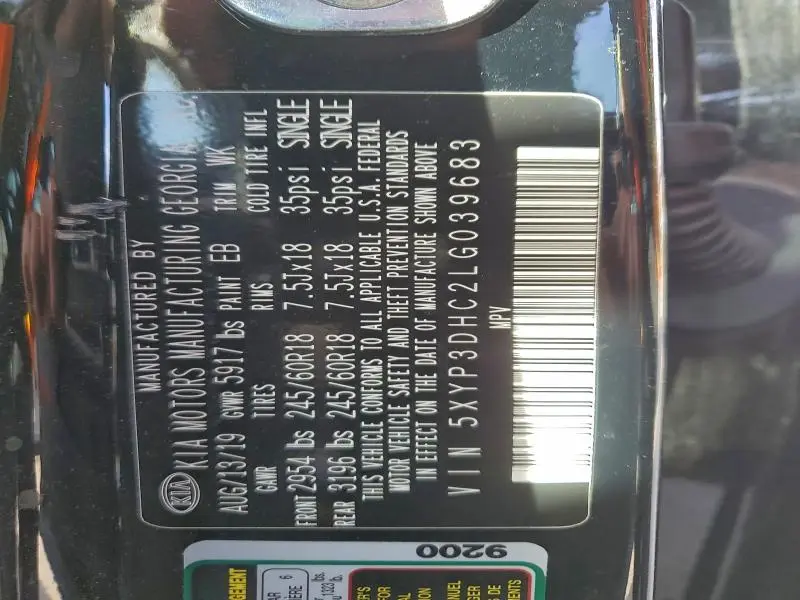 MANUFACTURED BY
KIA KIA MOTORS MANUFACTURING GEORGIA
AUG/13/19 GVWR 5917 lbs PAINT EB TRIM WK
GAWR TIRES RIMS COLD TIRE INFL
FRONT 2954 lbs 245/60R18 7.5Jx18 35psi SINGLE
REAR 3196 lbs 245/60R18 7.5Jx18 35psi SINGLE
THIS VEHICLE CONFORMS TO ALL APPLICABLE U.S.A. FEDERAL
MOTOR VEHICLE SAFETY AND THEFT PREVENTION STANDARDS
IN EFFECT ON THE DATE OF MANUFACTURE SHOWN ABOVE
VIN 5XYP3DHC2LG039683
MPV
9200
6